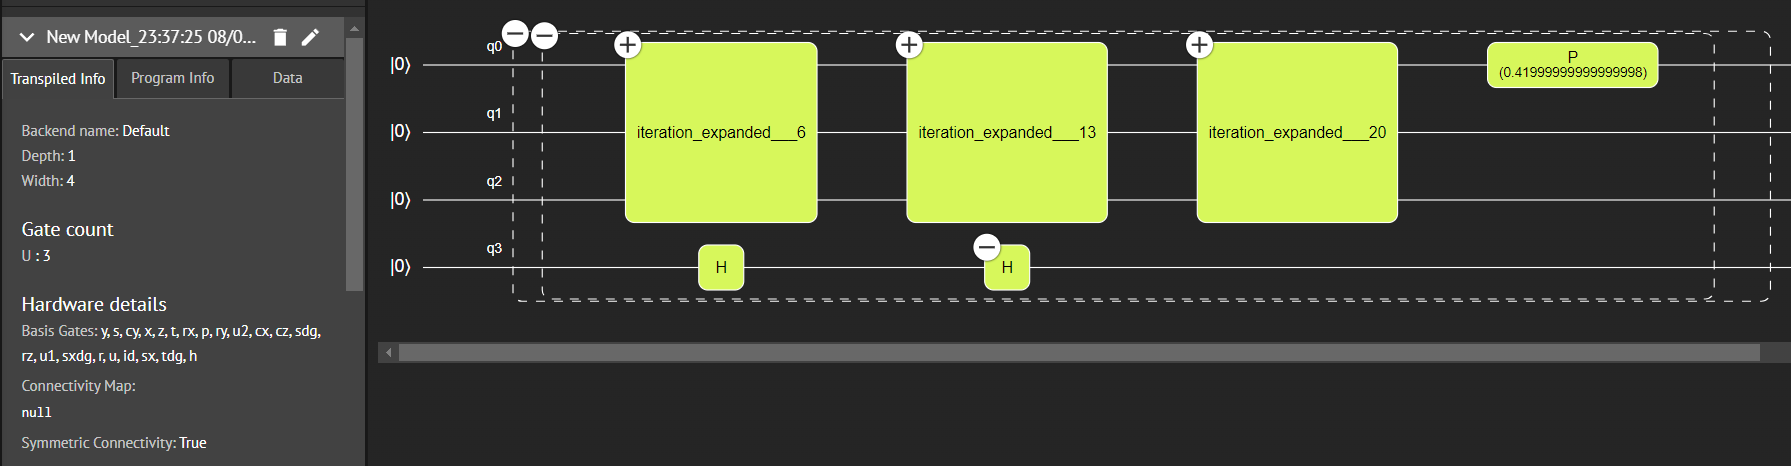 New Model_23:37:25 08/0...
Transpiled Info
Program Info
Data
Backend name: Default
Depth: 1
Width: 4
Gate count
U : 3
Hardware details
Basis Gates: y, s, cy, x, z, t, rx, p, ry, u2, cx, cz, sdg,
rz, u1, sxdg, r, u, id, sx, tdg, h
Connectivity Map:
null
Symmetric Connectivity: True
q0
|0⟩
q1
|0⟩
q2
|0⟩
q3
|0⟩
iteration_expanded___6
iteration_expanded___13
iteration_expanded___20
P
(0.41999999999999998)
H
H